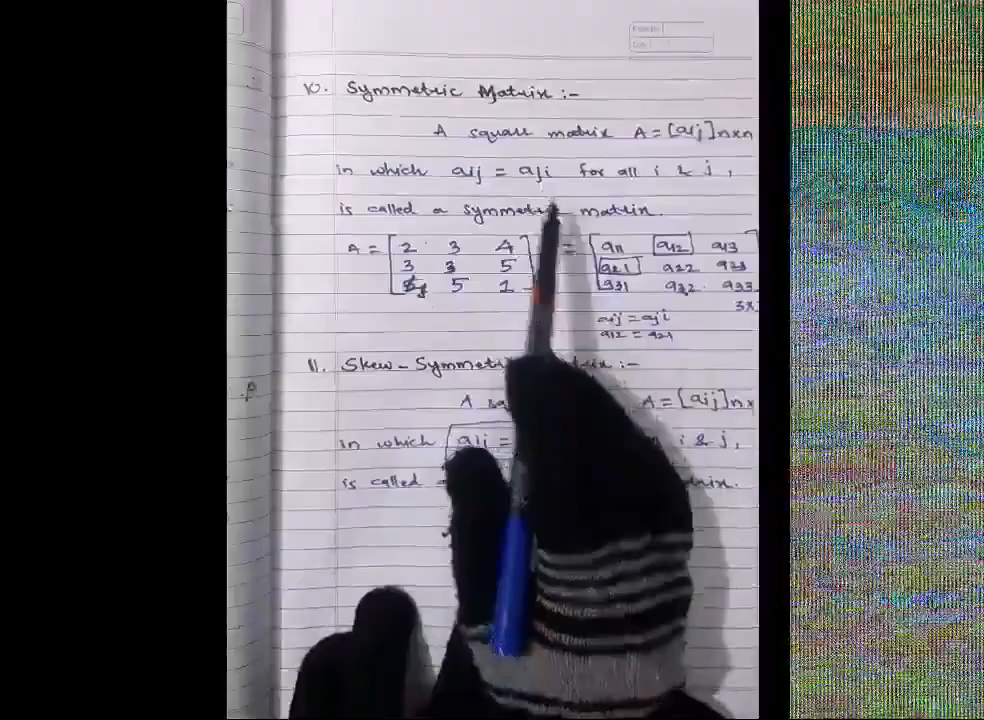 10. Symmetric Matrix :-
A square matrix A = [aij]n×n
in which aij = aji for all i & j,
is called a symmetric matrix.
A = [ 2 3 4 = [ a11 a12 a13
3 3 5 a21 a22 a23
4 5 1 a31 a32 a33
3×
aij = aji
a12 = a21
11. Skew-Symmetric Matrix :-
A A = [aij]n×
in which aij = i & j,
is called